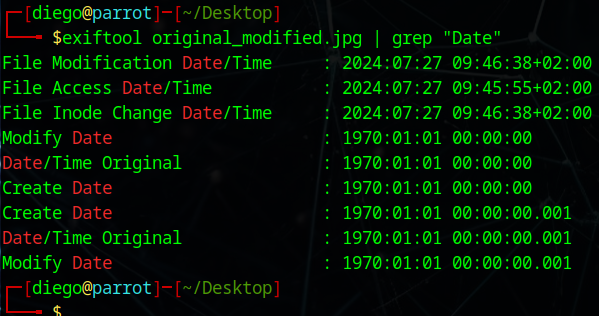 ┌─[diego@parrot]─[~/Desktop]
└──╼ $exiftool original_modified.jpg | grep "Date"
File Modification Date/Time     : 2024:07:27 09:46:38+02:00
File Access Date/Time           : 2024:07:27 09:45:55+02:00
File Inode Change Date/Time     : 2024:07:27 09:46:38+02:00
Modify Date                     : 1970:01:01 00:00:00
Date/Time Original              : 1970:01:01 00:00:00
Create Date                     : 1970:01:01 00:00:00
Create Date                     : 1970:01:01 00:00:00.001
Date/Time Original              : 1970:01:01 00:00:00.001
Modify Date                     : 1970:01:01 00:00:00.001
┌─[diego@parrot]─[~/Desktop]
└──╼ $